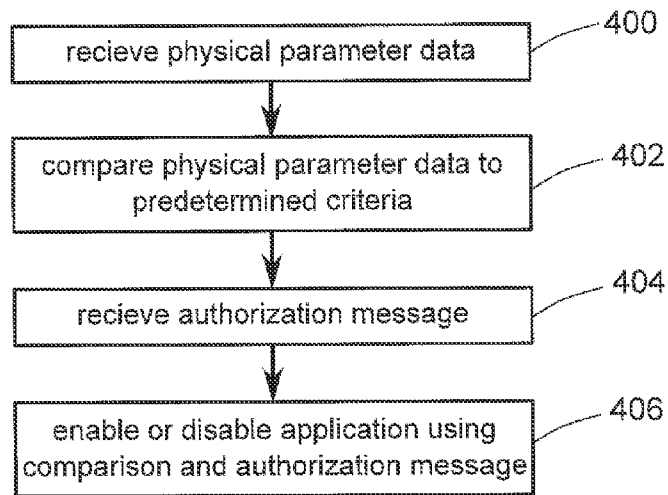 recieve physical parameter data
400
compare physical parameter data to
predetermined criteria
402
recieve authorization message
404
enable or disable application using
comparison and authorization message
406